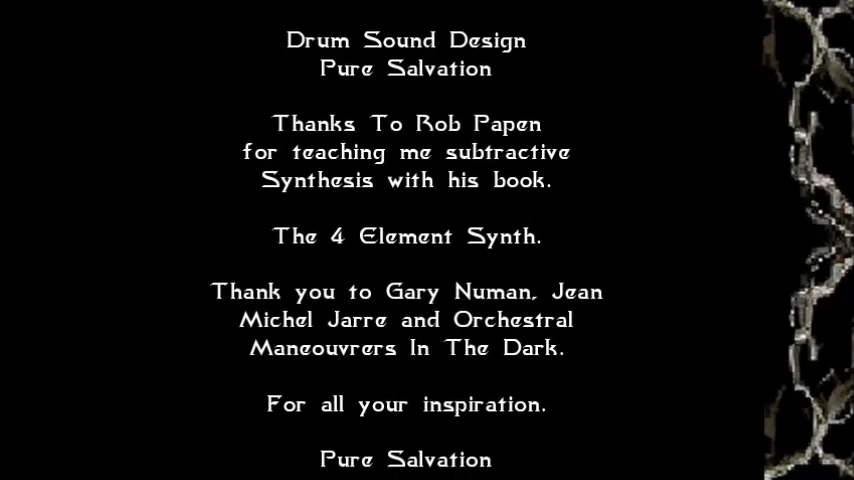 Drum Sound Design
Pure Salvation
Thanks To Rob Papen
for teaching me subtractive
Synthesis with his book.
The 4 Element Synth.
Thank you to Gary Numan, Jean
Michel Jarre and Orchestral
Maneouvrers In The Dark.
For all your inspiration.
Pure Salvation